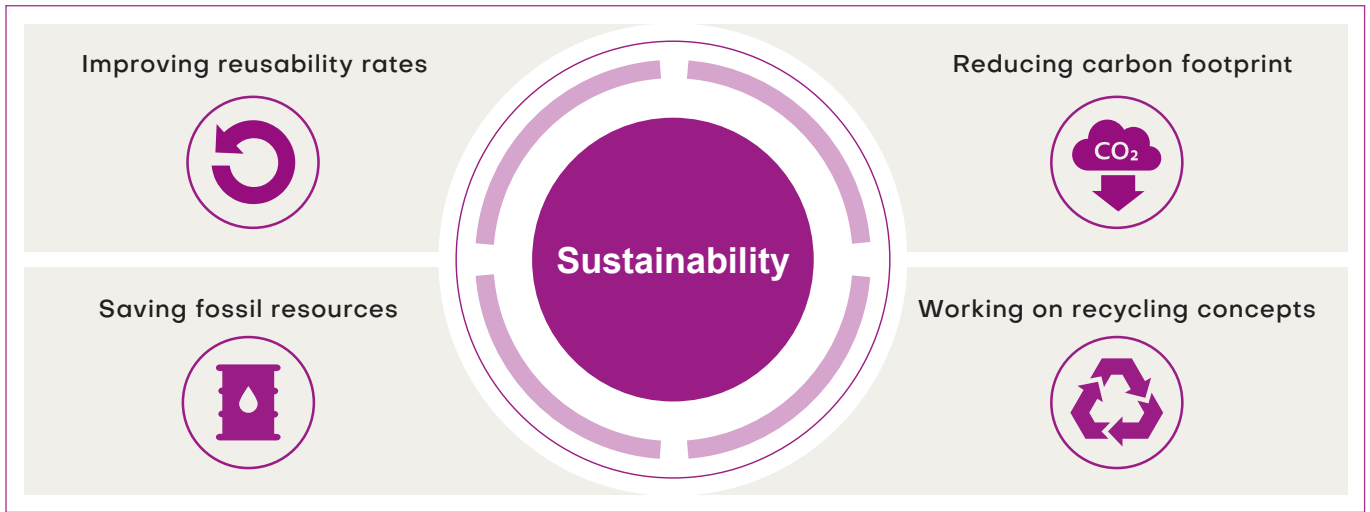 Improving reusability rates
Reducing carbon footprint
CO₂
Sustainability
Saving fossil resources
Working on recycling concepts